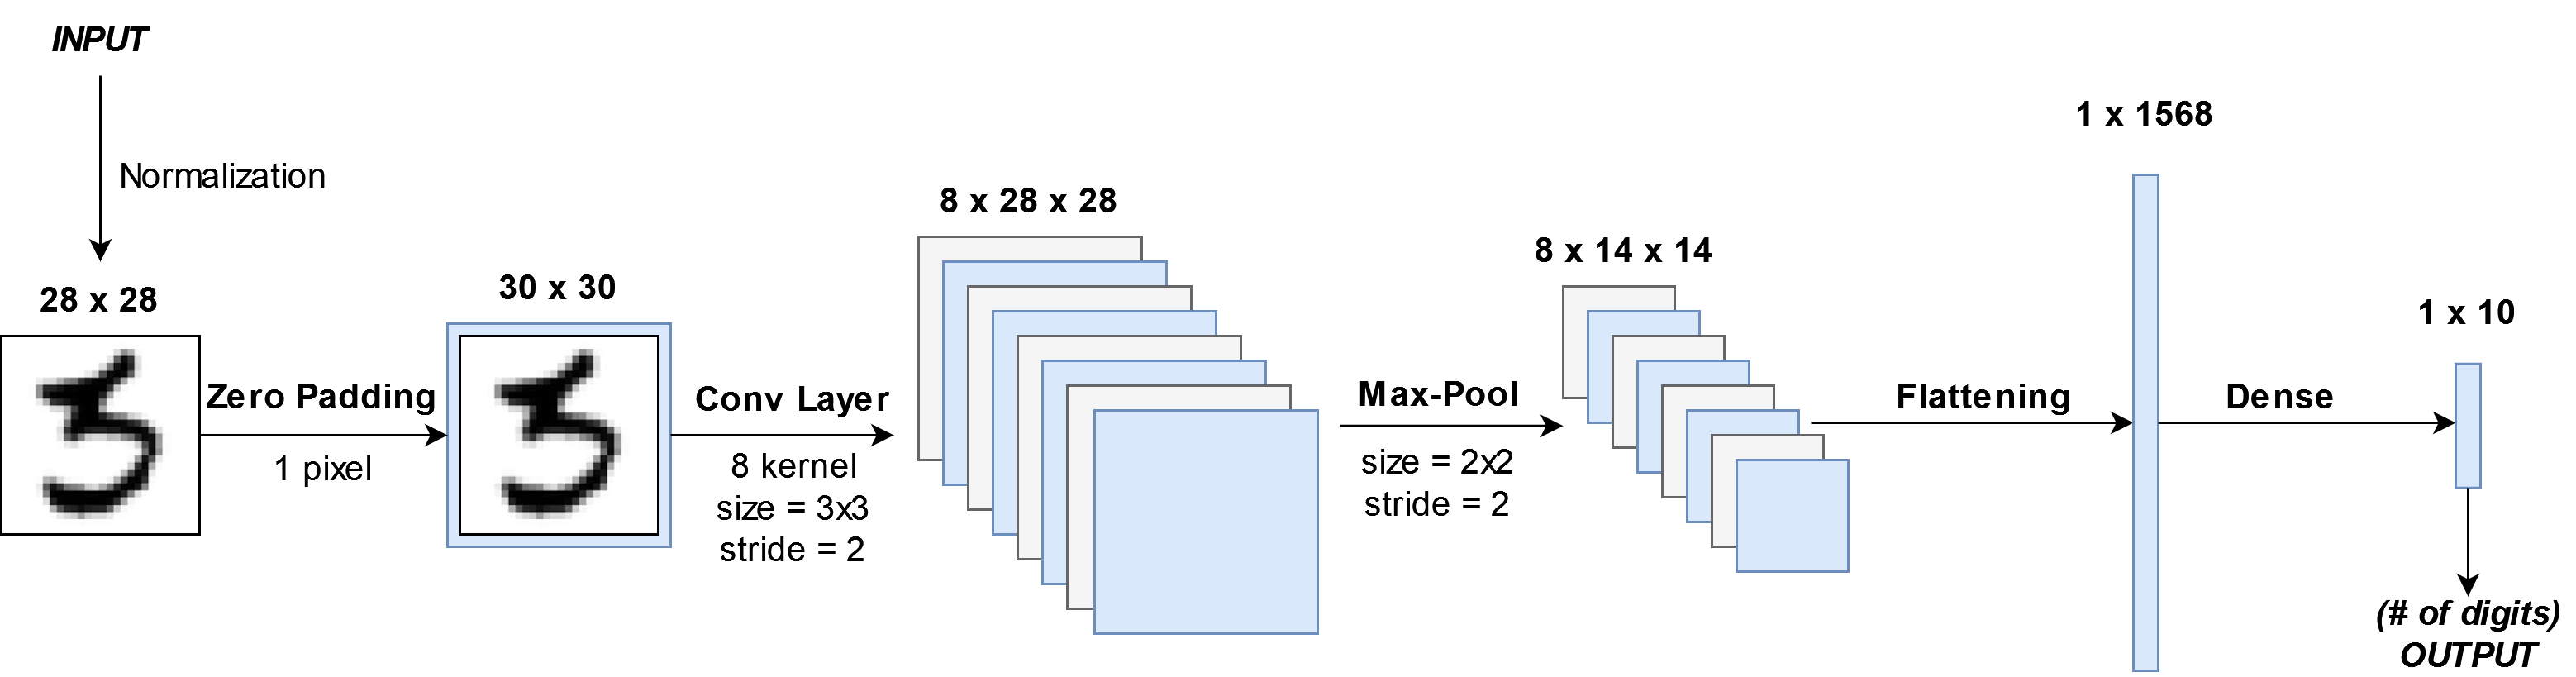 INPUT
Normalization
28 x 28
Zero Padding
1 pixel
30 x 30
Conv Layer
8 kernel
size = 3x3
stride = 2
8 x 28 x 28
Max-Pool
size = 2x2
stride = 2
8 x 14 x 14
Flattening
1 x 1568
Dense
1 x 10
(# of digits)
OUTPUT